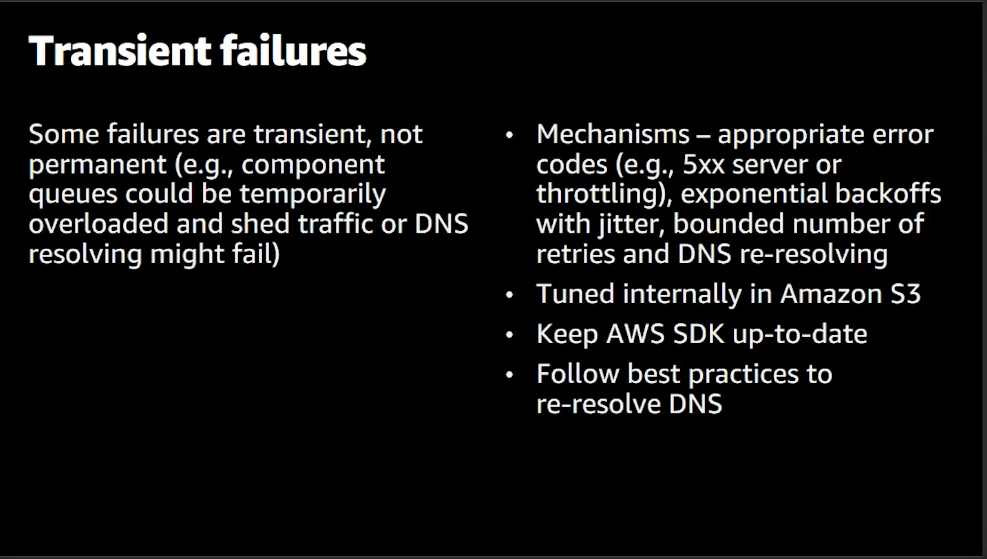 Transient failures
Some failures are transient, not
permanent (e.g., component
queues could be temporarily
overloaded and shed traffic or DNS
resolving might fail)
• Mechanisms – appropriate error
codes (e.g., 5xx server or
throttling), exponential backoffs
with jitter, bounded number of
retries and DNS re-resolving
• Tuned internally in Amazon S3
• Keep AWS SDK up-to-date
• Follow best practices to
re-resolve DNS